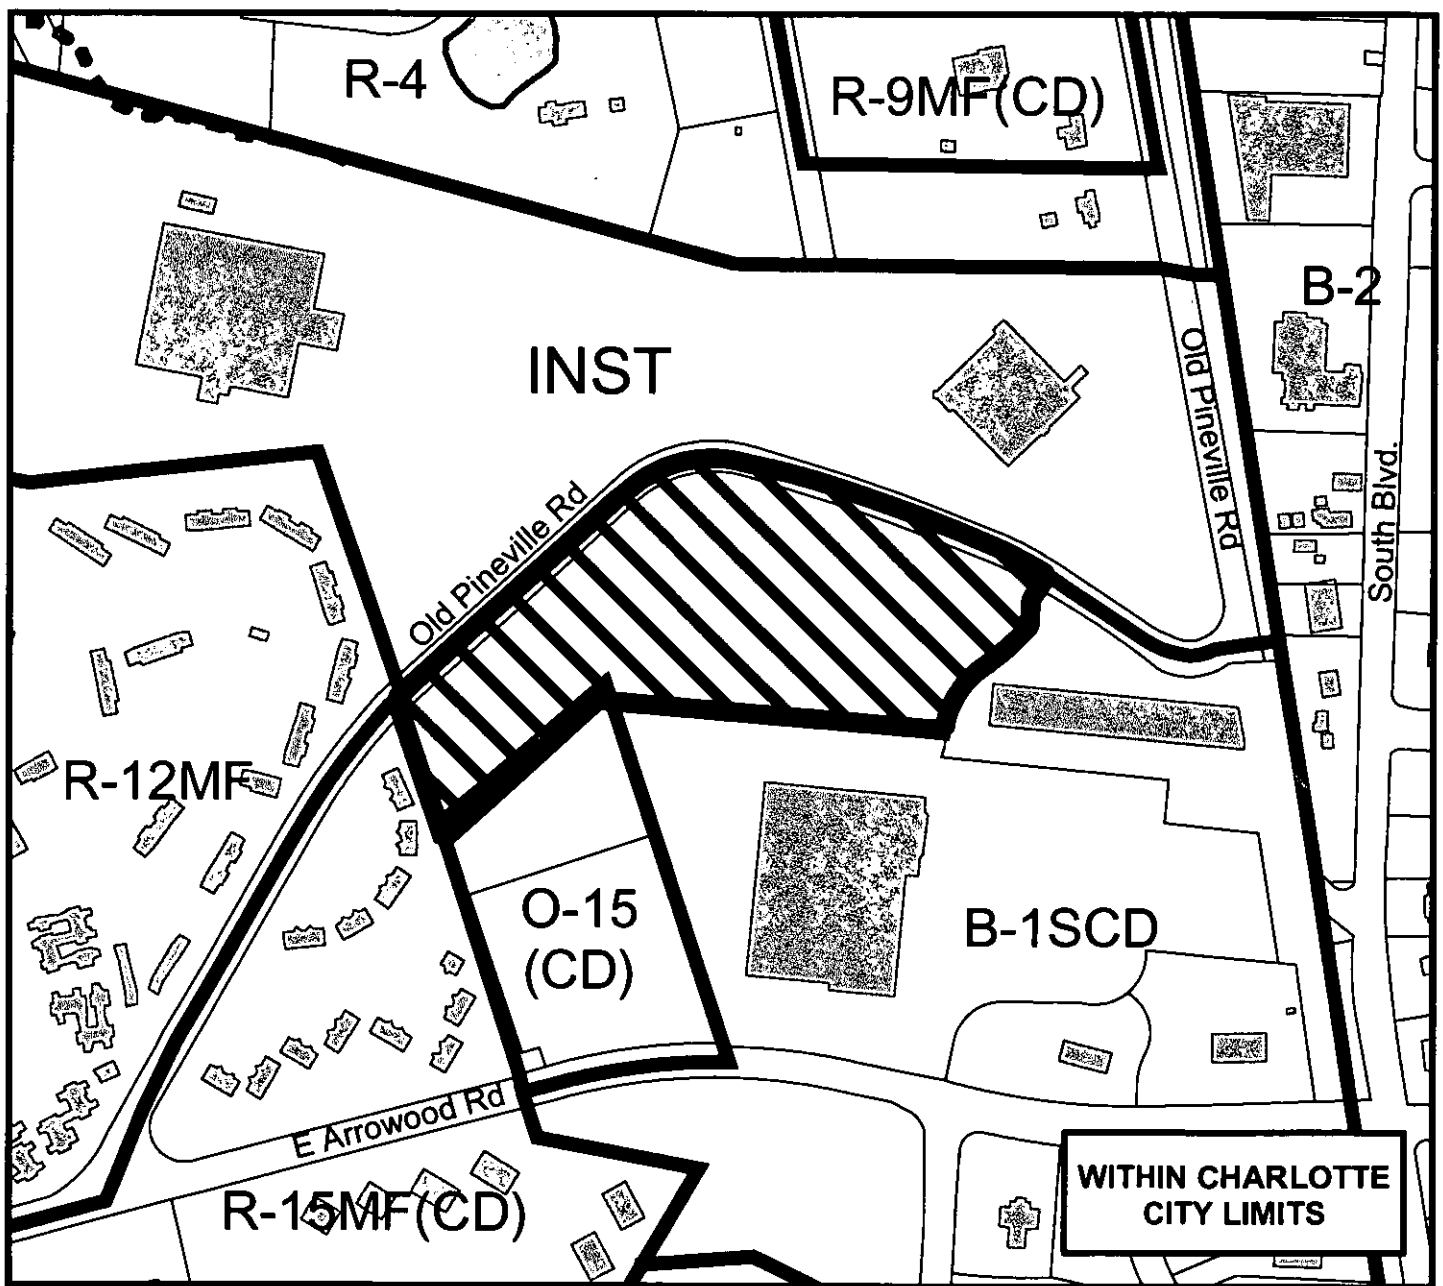 R-4
R-9MF(CD)
B-2
INST
Old Pineville Rd
South Blvd.
Old Pineville Rd
R-12MF
O-15
(CD)
B-1SCD
E Arrowood Rd
R-15MF(CD)
WITHIN CHARLOTTE
CITY LIMITS